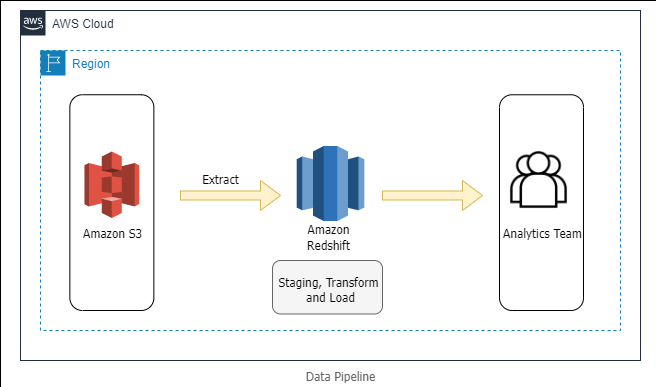 aws
AWS Cloud
Region
Extract
Amazon S3
Amazon
Redshift
Analytics Team
Staging, Transform
and Load
Data Pipeline